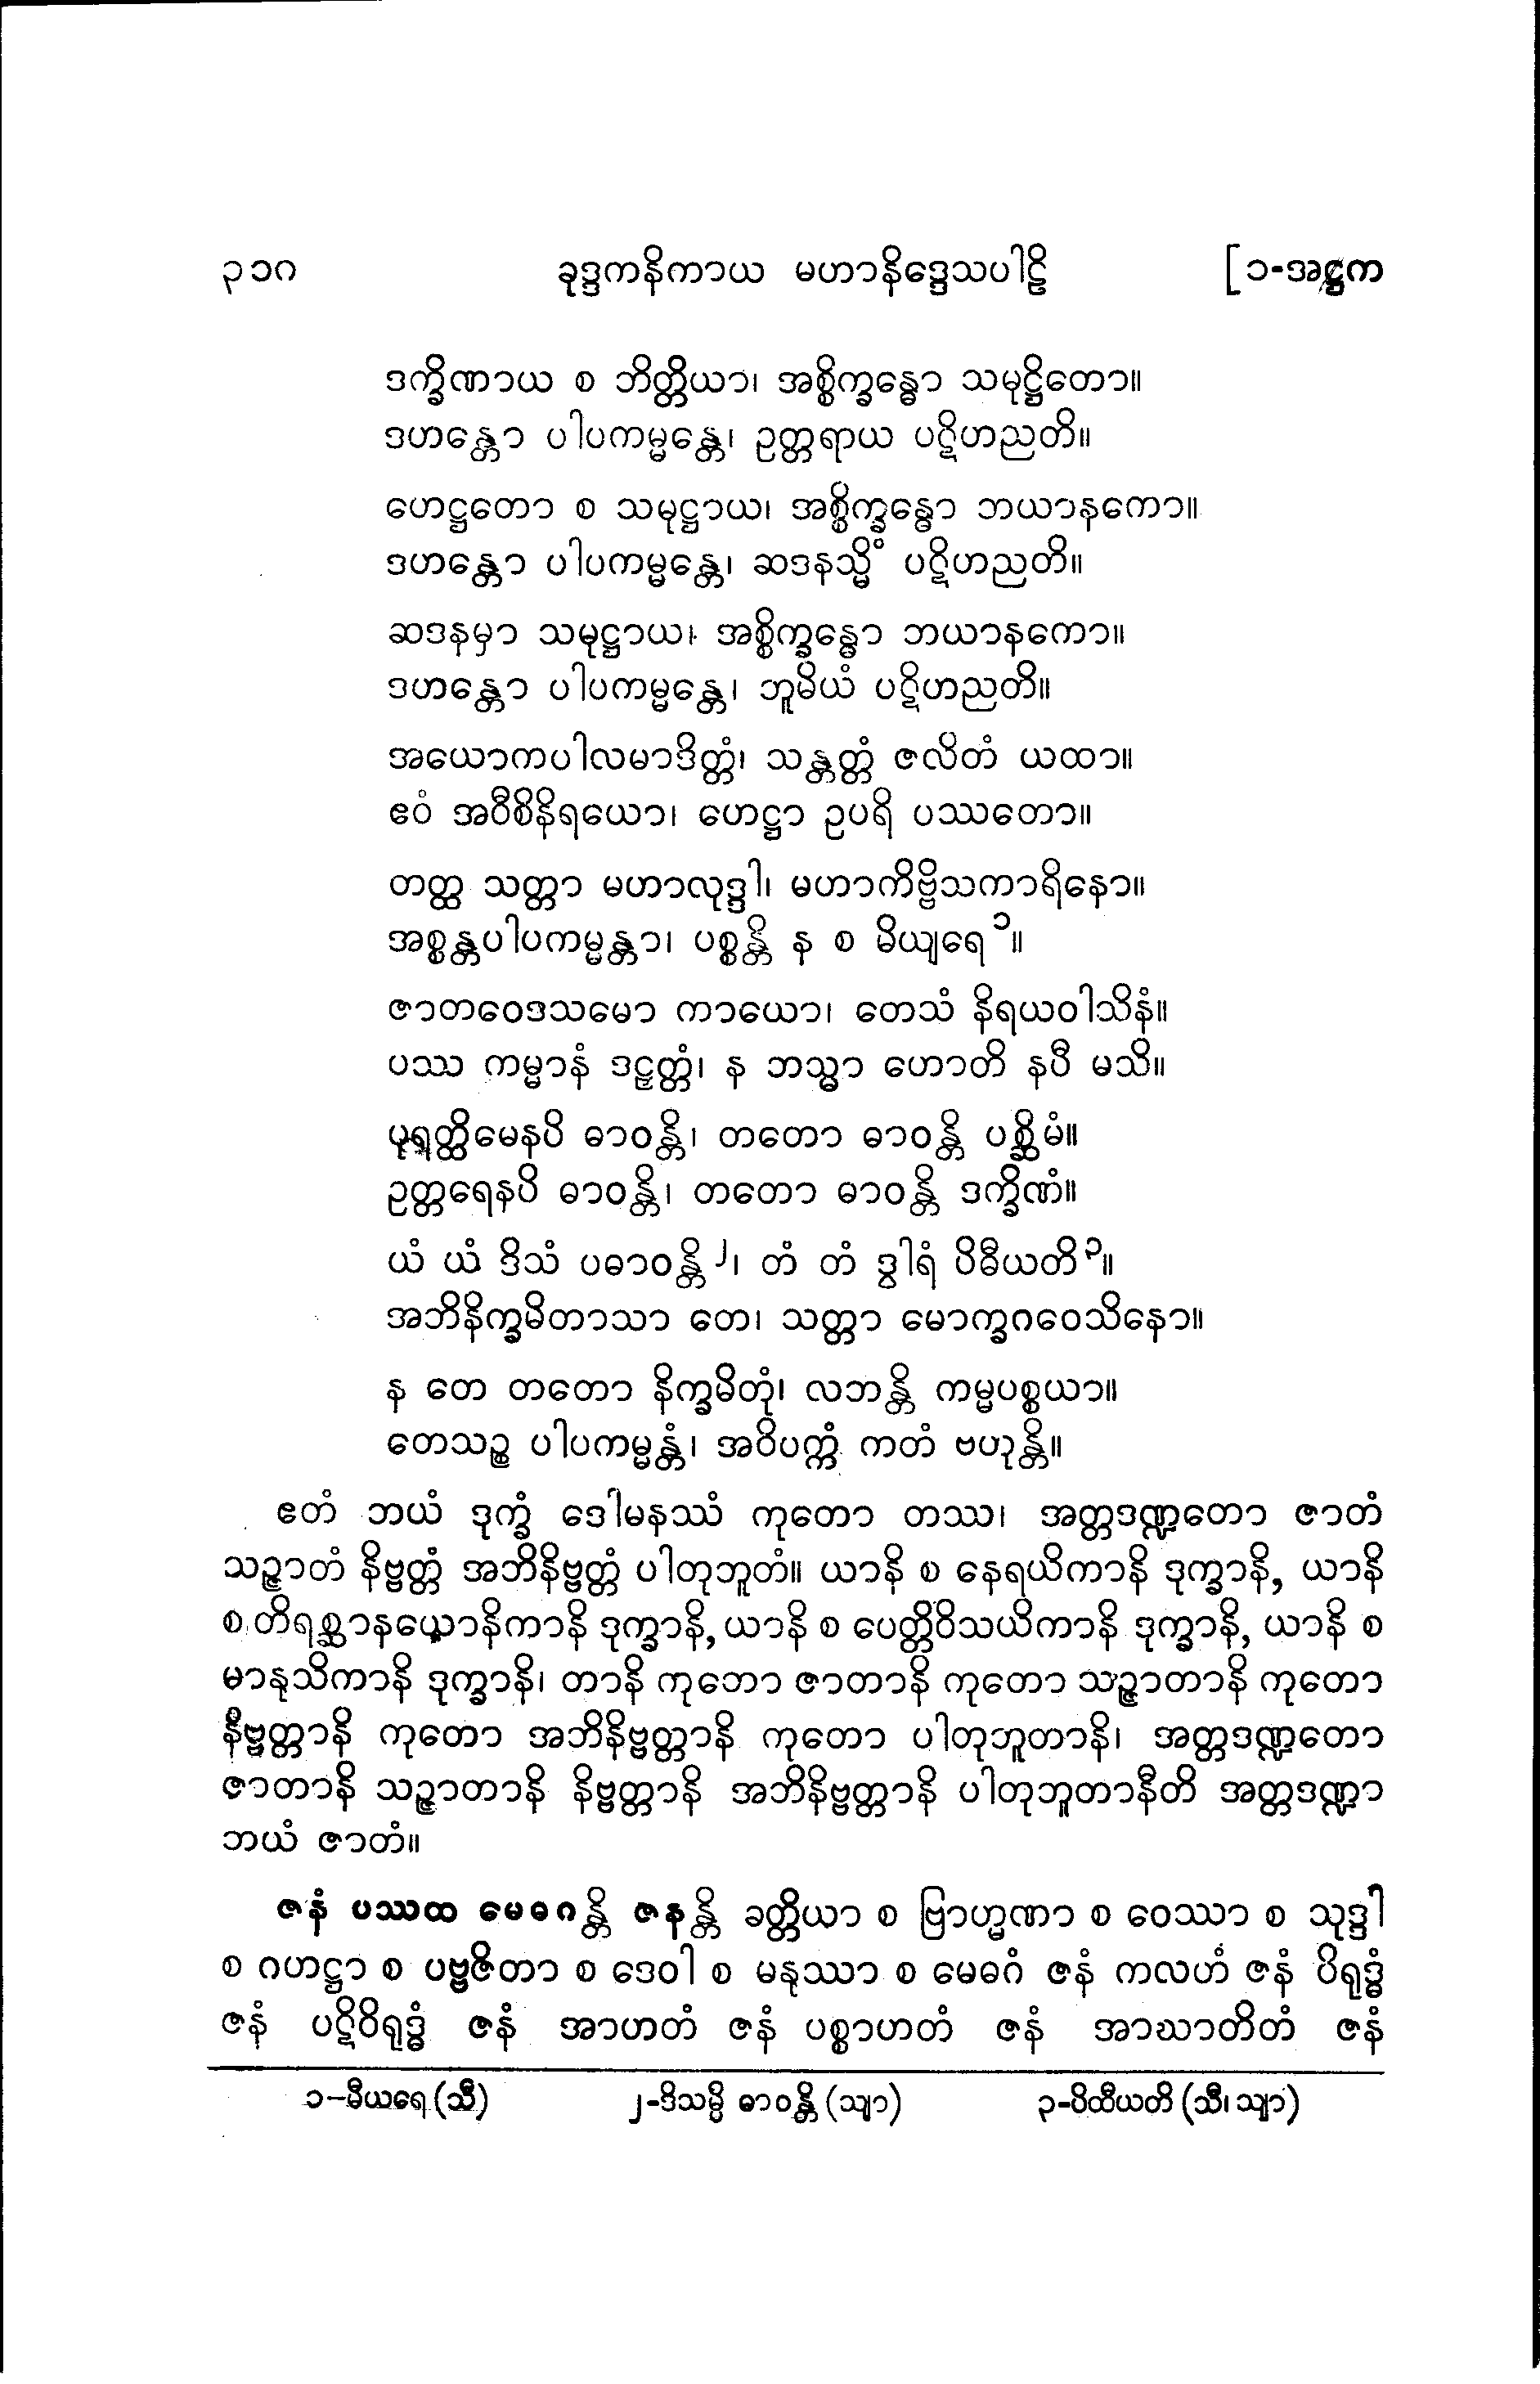 ၃၁၈ ခုဒ္ဒကနိကာယ မဟာနိဒ္ဒေသပါဠိ [၁-အဋ္ဌက
ဒက္ခိဏာယ စ ဘိတ္တိယာ၊ အစ္စိက္ခန္ဓော သမုဋ္ဌိတော။
ဒဟန္တော ပါပကမ္မန္တေ၊ ဥတ္တရာယ ပဋိဟညတိ။
ဟေဋ္ဌတော စ သမုဋ္ဌာယ၊ အစ္စိက္ခန္ဓော ဘယာနကော။
ဒဟန္တော ပါပကမ္မန္တေ၊ ဆဒနသ္မိံ ပဋိဟညတိ။
ဆဒနမှာ သမုဋ္ဌာယ၊ အစ္စိက္ခန္ဓော ဘယာနကော။
ဒဟန္တော ပါပကမ္မန္တေ၊ ဘူမိယံ ပဋိဟညတိ။
အယောကပါလမာဒိတ္တံ၊ သန္တတ္တံ ဇလိတံ ယထာ။
ဧဝံ အဝီစိနိရယော၊ ဟေဋ္ဌာ ဥပရိ ပဿတော။
တတ္ထ သတ္တာ မဟာလုဒ္ဒါ၊ မဟာကိဗ္ဗိသကာရိနော။
အစ္စန္တပါပကမ္မန္တာ၊ ပစ္စန္တိ န စ မိယျရေ၁။
ဇာတဝေဒသမော ကာယော၊ တေသံ နိရယဝါသိနံ။
ပဿ ကမ္မာနံ ဒဠှတ္တံ၊ န ဘသ္မာ ဟောတိ နပီ မသိ။
ပုရတ္ထိမေနပိ ဓာဝန္တိ၊ တတော ဓာဝန္တိ ပစ္ဆိမံ။
ဥတ္တရေနပိ ဓာဝန္တိ၊ တတော ဓာဝန္တိ ဒက္ခိဏံ။
ယံ ယံ ဒိသံ ပဓာဝန္တိ၂၊ တံ တံ ဒွါရံ ပိဓီယတိ၃။
အဘိနိက္ခမိတာသာ တေ၊ သတ္တာ မောက္ခဂဝေသိနော။
န တေ တတော နိက္ခမိတုံ၊ လဘန္တိ ကမ္မပစ္စယာ။
တေသဉ္စ ပါပကမ္မန္တံ၊ အဝိပက္ကံ ကတံ ဗဟုန္တိ။
ဧတံ ဘယံ ဒုက္ခံ ဒေါမနဿံ ကုတော တဿ၊ အတ္တဒဏ္ဍတော ဇာတံ
သဉ္ဇာတံ နိဗ္ဗတ္တံ အဘိနိဗ္ဗတ္တံ ပါတုဘူတံ။ ယာနိ စ နေရယိကာနိ ဒုက္ခာနိ, ယာနိ
စ တိရစ္ဆာနယောနိကာနိ ဒုက္ခာနိ, ယာနိ စ ပေတ္တိဝိသယိကာနိ ဒုက္ခာနိ, ယာနိ စ
မာနုသိကာနိ ဒုက္ခာနိ၊ တာနိ ကုတော ဇာတာနိ ကုတော သဉ္ဇာတာနိ ကုတော
နိဗ္ဗတ္တာနိ ကုတော အဘိနိဗ္ဗတ္တာနိ ကုတော ပါတုဘူတာနိ၊ အတ္တဒဏ္ဍတော
ဇာတာနိ သဉ္ဇာတာနိ နိဗ္ဗတ္တာနိ အဘိနိဗ္ဗတ္တာနိ ပါတုဘူတာနီတိ အတ္တဒဏ္ဍာ
ဘယံ ဇာတံ။
ဇနံ ပဿထ မေဓဂန္တိ ဇနန္တိ ခတ္တိယာ စ ဗြာဟ္မဏာ စ ဝေဿာ စ သုဒ္ဒါ
စ ဂဟဋ္ဌာ စ ပဗ္ဗဇိတာ စ ဒေဝါ စ မနုဿာ စ မေဓဂံ ဇနံ ကလဟံ ဇနံ ဝိရုဒ္ဓံ
ဇနံ ပဋိဝိရုဒ္ဓံ ဇနံ အာဟတံ ဇနံ ပစ္စာဟတံ ဇနံ အာဃာတိတံ ဇနံ
၁-မီယရေ (သီ) ၂-ဒိသမ္ပိ ဓာဝန္တိ (သျာ) ၃-ပိထီယတိ (သီ၊ သျာ)